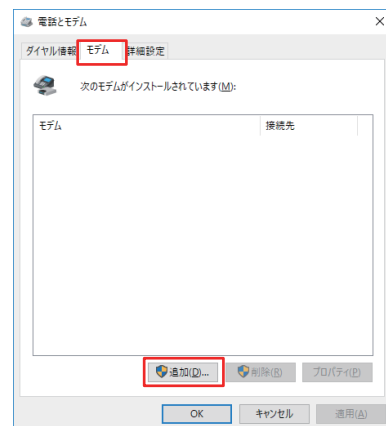 電話とモデム
ダイヤル情報 モデム 詳細設定
次のモデムがインストールされています(M):
モデム 接続先
追加(D)... 削除(R) プロパティ(P)
OK キャンセル 適用(A)